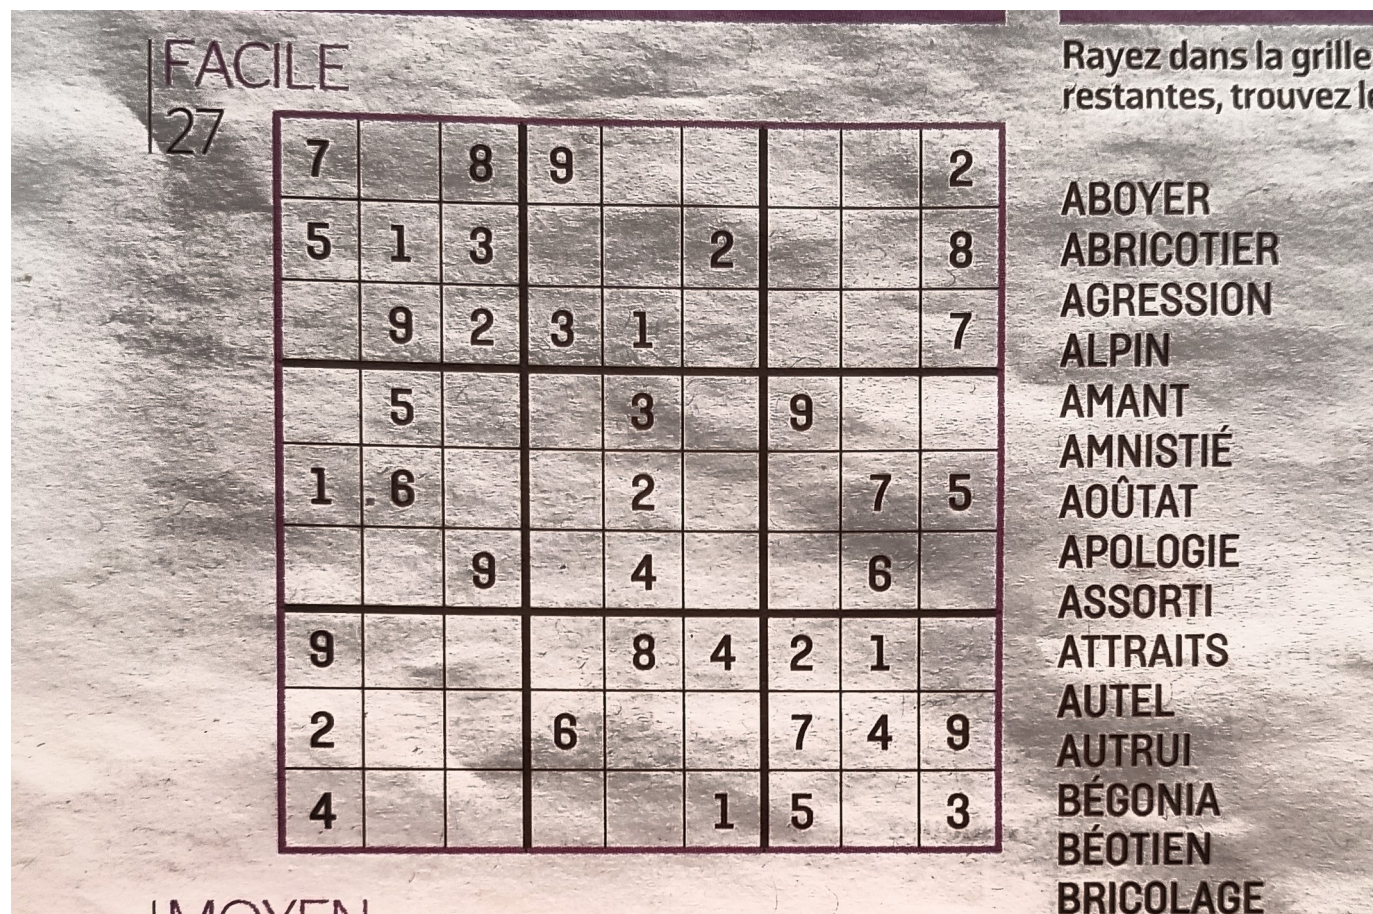 FACILE
27
7 8 9 2
5 1 3 2 8
9 2 3 1 7
5 3 9
1 6 2 7 5
9 4 6
9 8 4 2 1
2 6 7 4 9
4 1 5 3
MOYEN
Rayez dans la grille
restantes, trouvez
ABOYER
ABRICOTIER
AGRESSION
ALPIN
AMANT
AMNISTIÉ
AOÛTAT
APOLOGIE
ASSORTI
ATTRAITS
AUTEL
AUTRUI
BÉGONIA
BÉOTIEN
BRICOLAGE